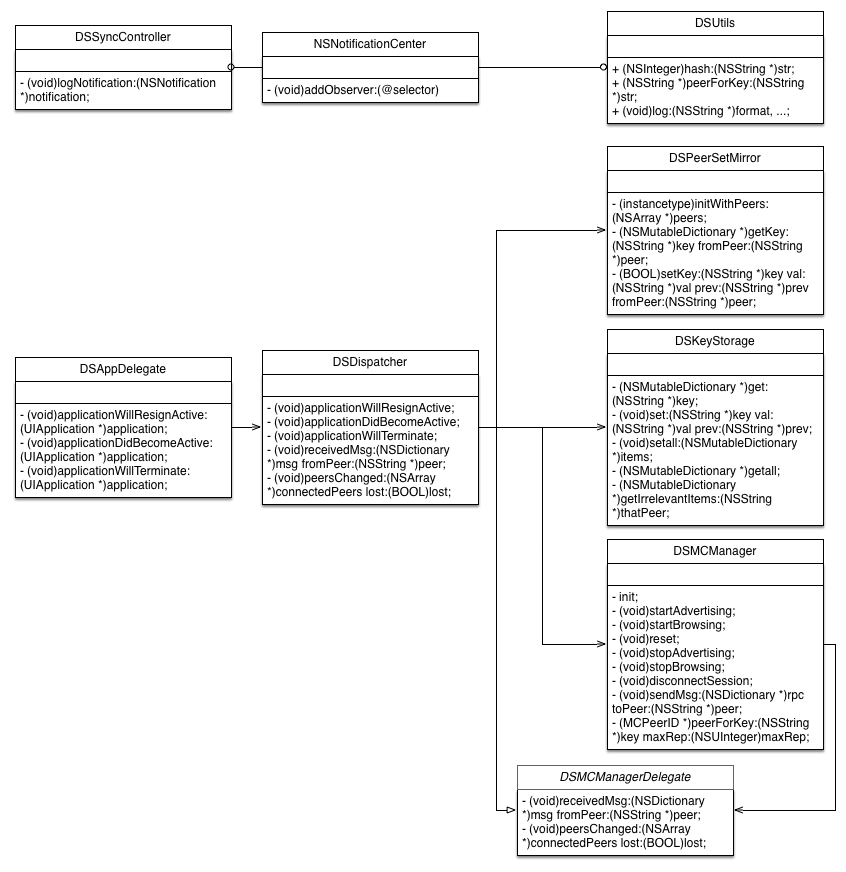 DSSyncController
- (void)logNotification:(NSNotification
*)notification;
NSNotificationCenter
- (void)addObserver:(@selector)
DSUtils
+ (NSInteger)hash:(NSString *)str;
+ (NSString *)peerForKey:(NSString
*)str;
+ (void)log:(NSString *)format, ...;
DSPeerSetMirror
- (instancetype)initWithPeers:
(NSArray *)peers;
- (NSMutableDictionary *)getKey:
(NSString *)key fromPeer:(NSString
*)peer;
- (BOOL)setKey:(NSString *)key val:
(NSString *)val prev:(NSString *)prev
fromPeer:(NSString *)peer;
DSAppDelegate
- (void)applicationWillResignActive:
(UIApplication *)application;
- (void)applicationDidBecomeActive:
(UIApplication *)application;
- (void)applicationWillTerminate:
(UIApplication *)application;
DSDispatcher
- (void)applicationWillResignActive;
- (void)applicationDidBecomeActive;
- (void)applicationWillTerminate;
- (void)receivedMsg:(NSDictionary
*)msg fromPeer:(NSString *)peer;
- (void)peersChanged:(NSArray
*)connectedPeers lost:(BOOL)lost;
DSKeyStorage
- (NSMutableDictionary *)get:
(NSString *)key;
- (void)set:(NSString *)key val:
(NSString *)val prev:(NSString *)prev;
- (void)setall:(NSMutableDictionary
*)items;
- (NSMutableDictionary *)getall;
- (NSMutableDictionary
*)getIrrelevantItems:(NSString
*)thatPeer;
DSMCManager
- init;
- (void)startAdvertising;
- (void)startBrowsing;
- (void)reset;
- (void)stopAdvertising;
- (void)stopBrowsing;
- (void)disconnectSession;
- (void)sendMsg:(NSDictionary *)rpc
toPeer:(NSString *)peer;
- (MCPeerID *)peerForKey:(NSString
*)key maxRep:(NSUInteger)maxRep;
DSMCManagerDelegate
- (void)receivedMsg:(NSDictionary
*)msg fromPeer:(NSString *)peer;
- (void)peersChanged:(NSArray
*)connectedPeers lost:(BOOL)lost;